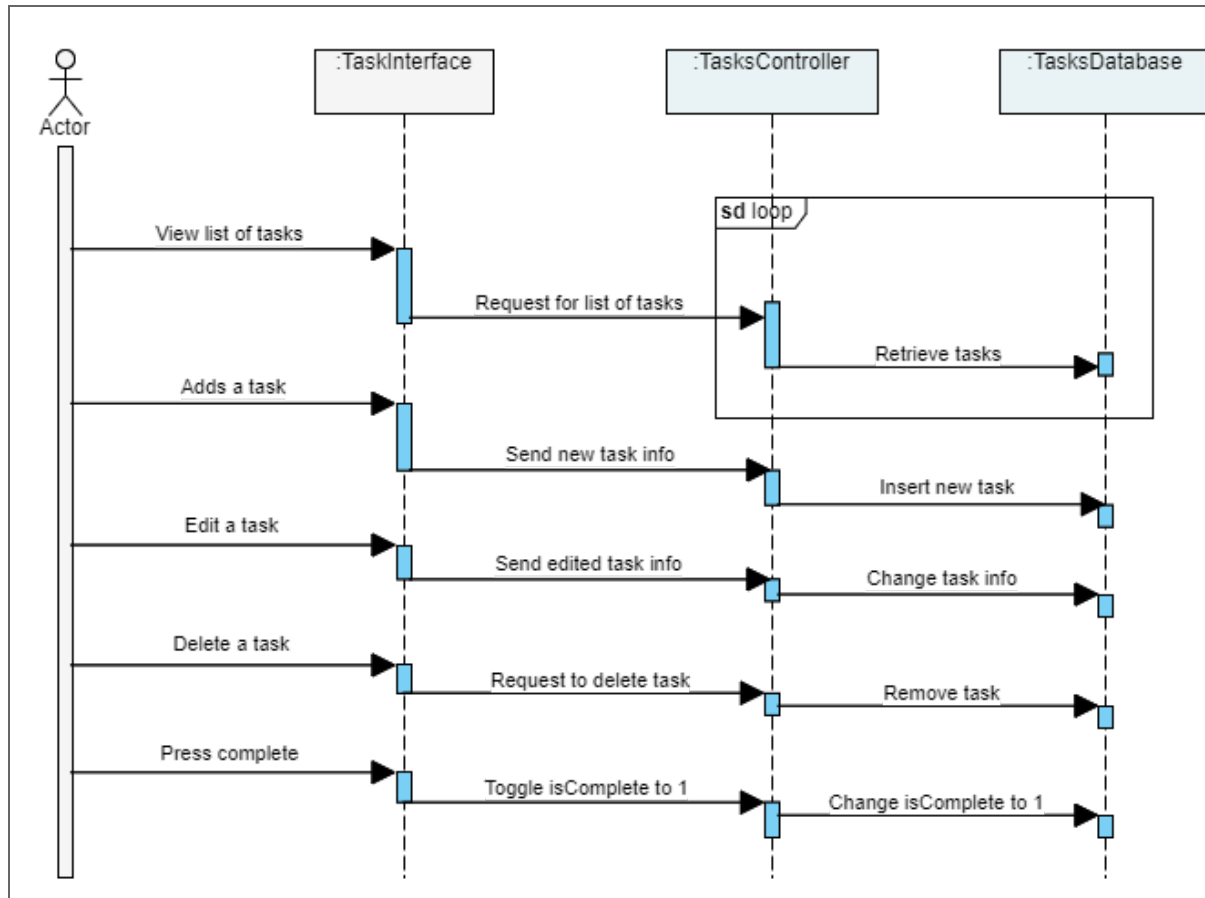 :TaskInterface
:TasksController
:TasksDatabase
Actor
sd loop
View list of tasks
Request for list of tasks
Retrieve tasks
Adds a task
Send new task info
Insert new task
Edit a task
Send edited task info
Change task info
Delete a task
Request to delete task
Remove task
Press complete
Toggle isComplete to 1
Change isComplete to 1